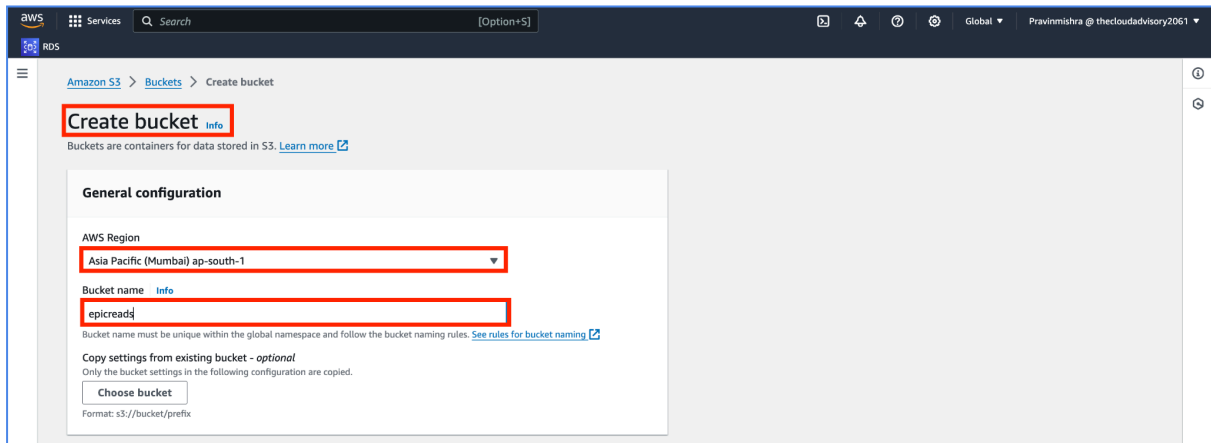 aws Services Search [Option+S] Global ▼ Pravinmishra @ thecloudadvisory2061 ▼
RDS
Amazon S3 > Buckets > Create bucket
Create bucket Info
Buckets are containers for data stored in S3. Learn more
General configuration
AWS Region
Asia Pacific (Mumbai) ap-south-1
Bucket name Info
epicreads
Bucket name must be unique within the global namespace and follow the bucket naming rules. See rules for bucket naming
Copy settings from existing bucket - optional
Only the bucket settings in the following configuration are copied.
Choose bucket
Format: s3://bucket/prefix